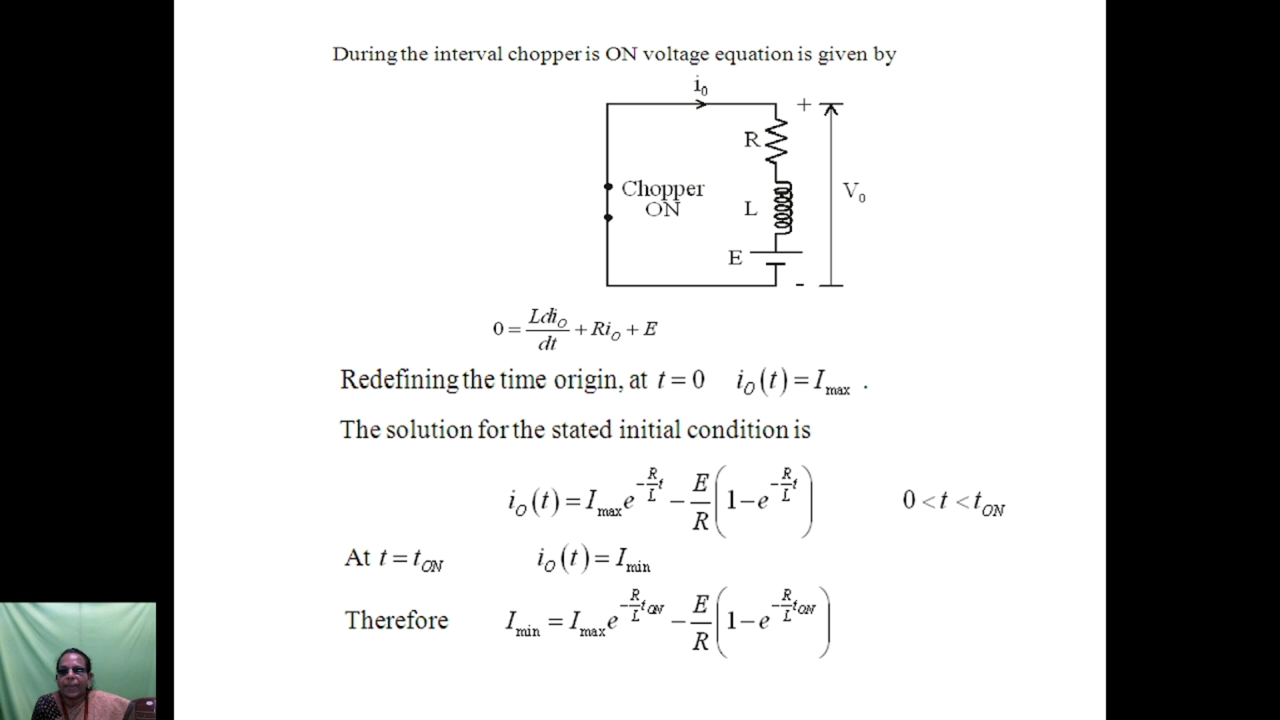 During the interval chopper is ON voltage equation is given by
i₀
+
R
Chopper
ON
L
V₀
E
-
0 = Ldi_O/dt + Ri_O + E
Redefining the time origin, at t = 0 i_O(t) = I_max .
The solution for the stated initial condition is
i_O(t) = I_max e^(-(R/L)t) - E/R (1 - e^(-(R/L)t)) 0 < t < t_ON
At t = t_ON i_O(t) = I_min
Therefore I_min = I_max e^(-(R/L)t_ON) - E/R (1 - e^(-(R/L)t_ON))